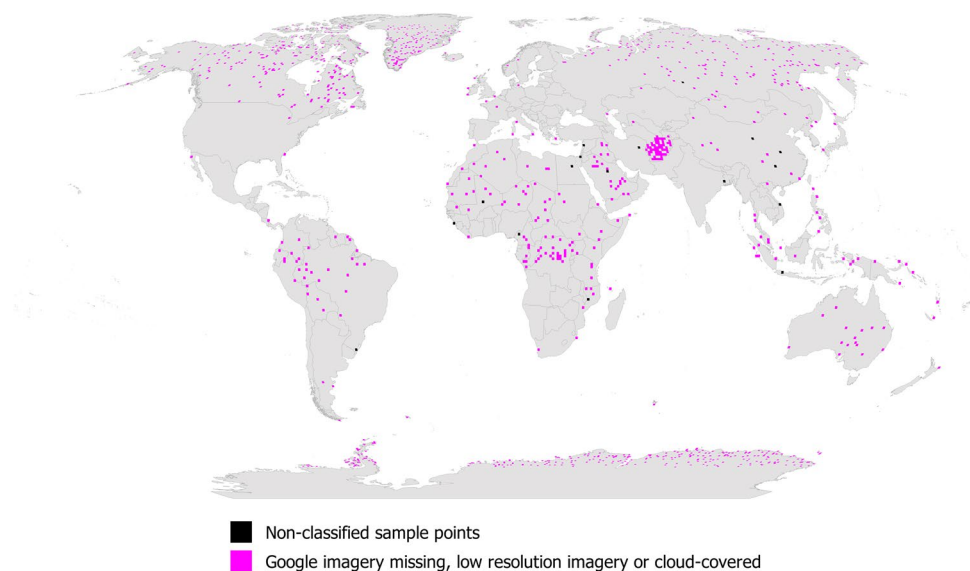 Non-classified sample points
Google imagery missing, low resolution imagery or cloud-covered